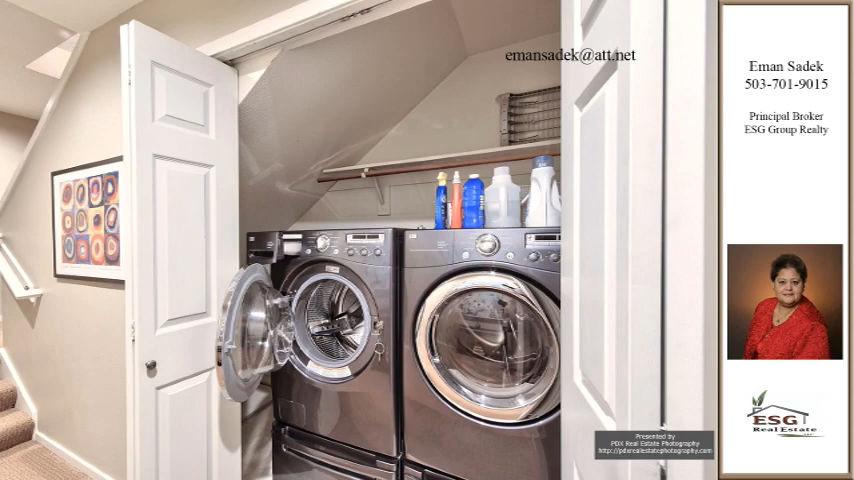 emansadek@att.net
Eman Sadek
503-701-9015
Principal Broker
ESG Group Realty
ESG
Real Estate
Presented by
PDX Real Estate Photography
http://pdxrealestatephotography.com